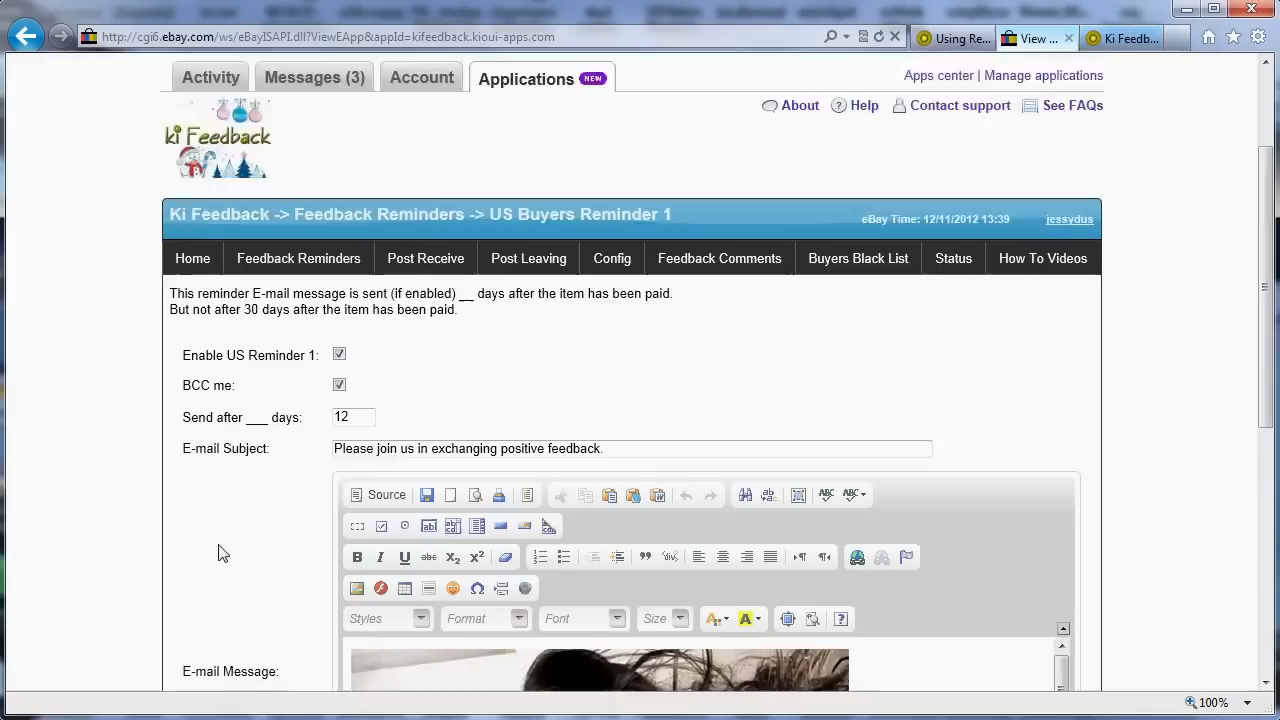 http://cgi6.ebay.com/ws/eBayISAPI.dll?ViewEApp&appId=kifeedback.kioui-apps.com
Using Re...
View ...
Ki Feedb...
Activity
Messages (3)
Account
Applications NEW
Apps center | Manage applications
ki Feedback
About
Help
Contact support
See FAQs
Ki Feedback -> Feedback Reminders -> US Buyers Reminder 1
eBay Time: 12/11/2012 13:39
jessydus
Home
Feedback Reminders
Post Receive
Post Leaving
Config
Feedback Comments
Buyers Black List
Status
How To Videos
This reminder E-mail message is sent (if enabled) __ days after the item has been paid.
But not after 30 days after the item has been paid.
Enable US Reminder 1:
BCC me:
Send after ___ days: 12
E-mail Subject: Please join us in exchanging positive feedback.
Source
Styles
Format
Font
Size
E-mail Message:
100%